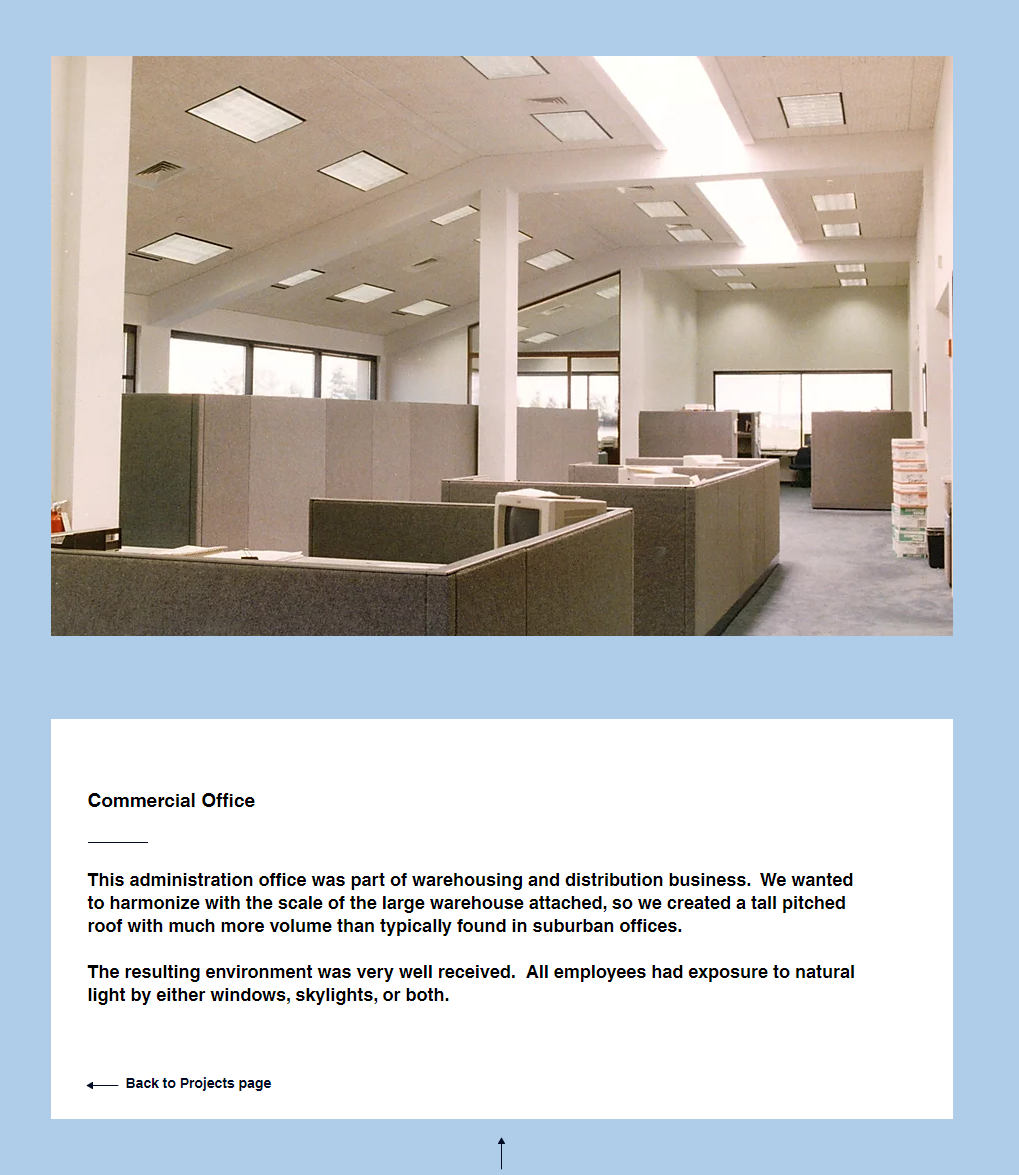 Commercial Office
This administration office was part of warehousing and distribution business.  We wanted
to harmonize with the scale of the large warehouse attached, so we created a tall pitched
roof with much more volume than typically found in suburban offices.
The resulting environment was very well received.  All employees had exposure to natural
light by either windows, skylights, or both.
Back to Projects page